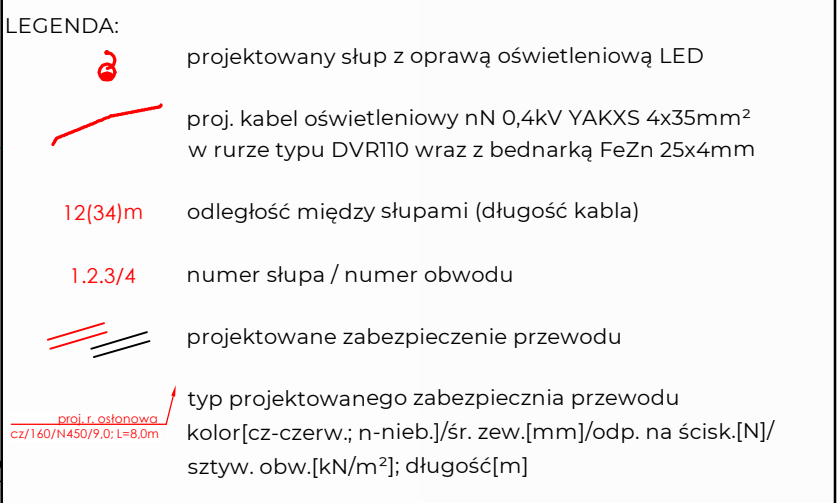 LEGENDA:
projektowany słup z oprawą oświetleniową LED
proj. kabel oświetleniowy nN 0,4kV YAKXS 4x35mm²
w rurze typu DVR110 wraz z bednarką FeZn 25x4mm
12(34)m odległość między słupami (długość kabla)
1.2.3/4 numer słupa / numer obwodu
projektowane zabezpieczenie przewodu
typ projektowanego zabezpiecznia przewodu
proj. r. osłonowa
cz/160/N450/9,0; L=8,0m kolor[cz-czerw.; n-nieb.]/śr. zew.[mm]/odp. na ścisk.[N]/
sztyw. obw.[kN/m²]; długość[m]